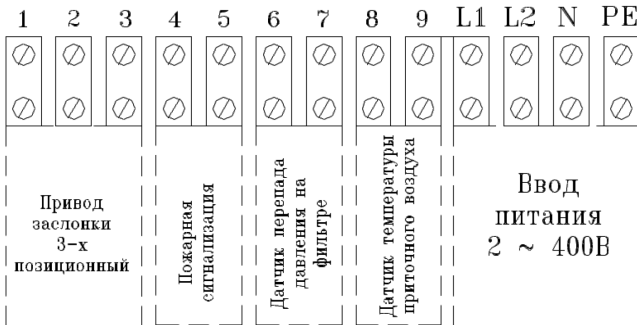 1 2 3 4 5 6 7 8 9 L1 L2 N PE
Привод
заслонки
3-х
позиционный
Пожарная
сигнализация
Датчик перепада
давления на
фильтре
Датчик температуры
приточного воздуха
Ввод
питания
2 ~ 400В